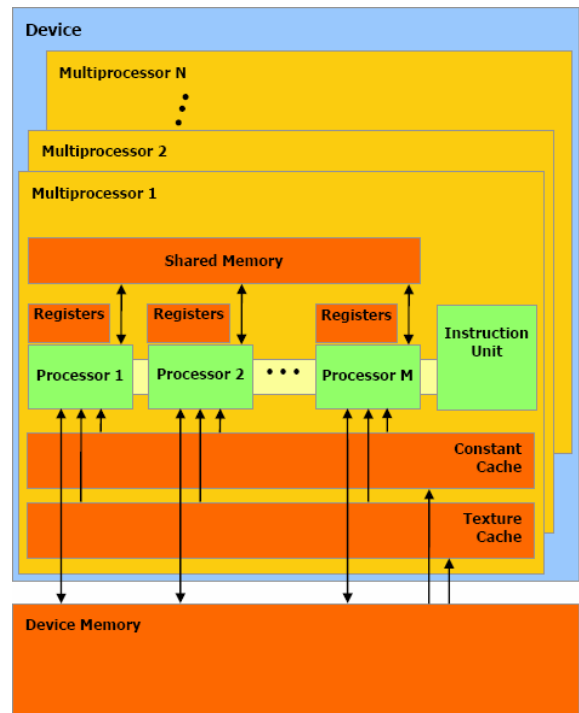 Device
Multiprocessor N
Multiprocessor 2
Multiprocessor 1
Shared Memory
Registers
Registers
Registers
Instruction
Unit
Processor 1
Processor 2
Processor M
Constant
Cache
Texture
Cache
Device Memory